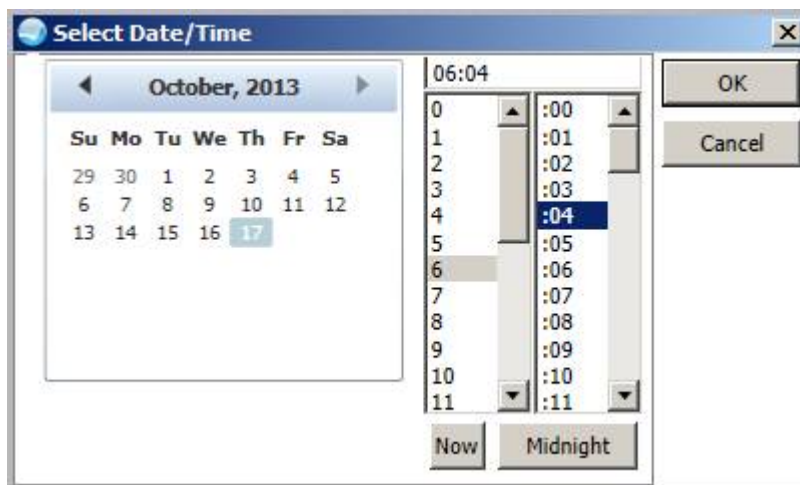 Select Date/Time
October, 2013
Su Mo Tu We Th Fr Sa
29 30 1 2 3 4 5
6 7 8 9 10 11 12
13 14 15 16 17
06:04
0
1
2
3
4
5
6
7
8
9
10
11
:00
:01
:02
:03
:04
:05
:06
:07
:08
:09
:10
:11
Now Midnight
OK
Cancel